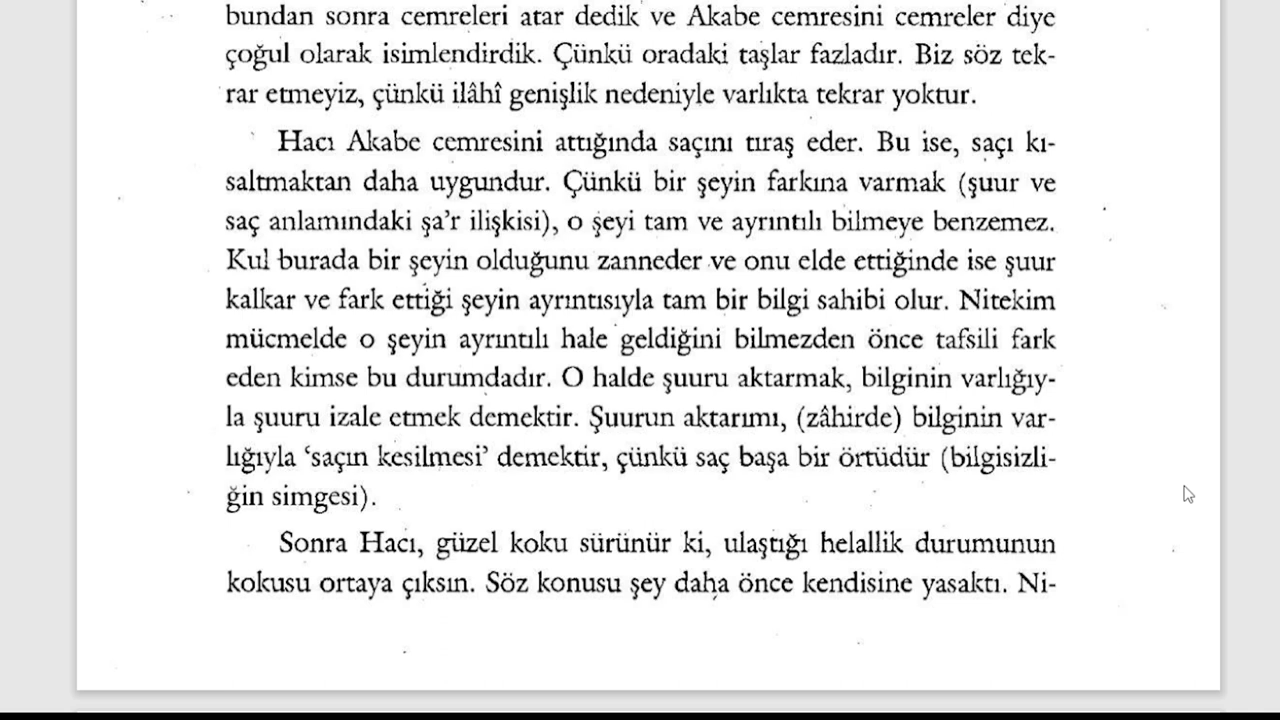 bundan sonra cemreleri atar dedik ve Akabe cemresini cemreler diye
çoğul olarak isimlendirdik. Çünkü oradaki taşlar fazladır. Biz söz tek-
rar etmeyiz, çünkü ilâhî genişlik nedeniyle varlıkta tekrar yoktur.
Hacı Akabe cemresini attığında saçını tıraş eder. Bu ise, saçı kı-
saltmaktan daha uygundur. Çünkü bir şeyin farkına varmak (şuur ve
saç anlamındaki şa'r ilişkisi), o şeyi tam ve ayrıntılı bilmeye benzemez.
Kul burada bir şeyin olduğunu zanneder ve onu elde ettiğinde ise şuur
kalkar ve fark ettiği şeyin ayrıntısıyla tam bir bilgi sahibi olur. Nitekim
mücmelde o şeyin ayrıntılı hale geldiğini bilmezden önce tafsili fark
eden kimse bu durumdadır. O halde şuuru aktarmak, bilginin varlığıy-
la şuuru izale etmek demektir. Şuurun aktarımı, (zâhirde) bilginin var-
lığıyla ‘saçın kesilmesi’ demektir, çünkü saç başa bir örtüdür (bilgisizli-
ğin simgesi).
Sonra Hacı, güzel koku sürünür ki, ulaştığı helallik durumunun
kokusu ortaya çıksın. Söz konusu şey daha önce kendisine yasaktı. Ni-